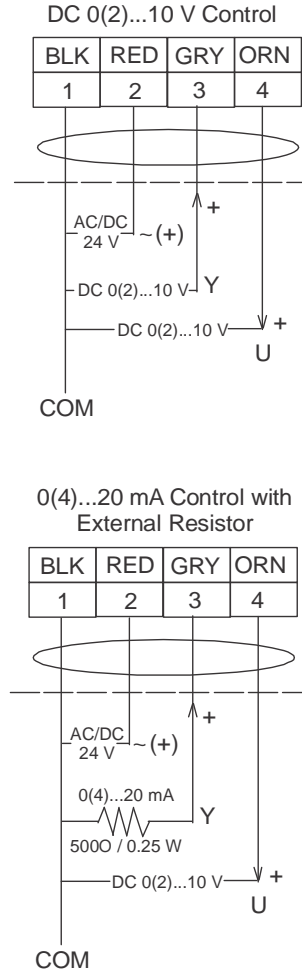 DC 0(2)...10 V Control
BLK RED GRY ORN
1 2 3 4
+
AC/DC
24 V ~ (+)
DC 0(2)...10 V Y
DC 0(2)...10 V +
U
COM
0(4)...20 mA Control with
External Resistor
BLK RED GRY ORN
1 2 3 4
+
AC/DC
24 V ~ (+)
0(4)...20 mA
Y
500O / 0.25 W
DC 0(2)...10 V +
U
COM